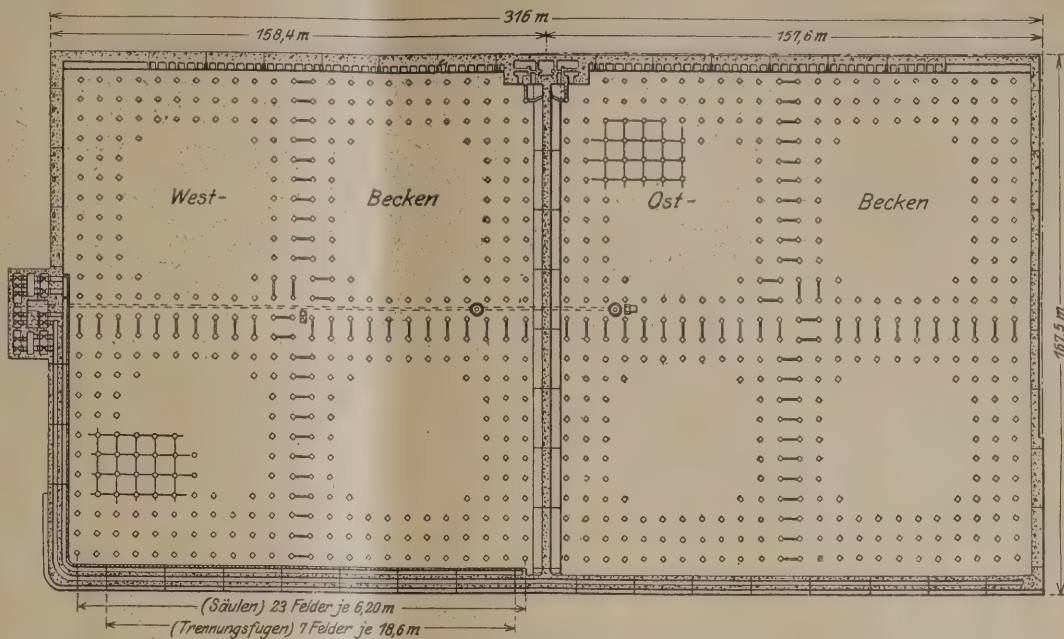 316 m
158,4 m
157,6 m
West-
Becken
Ost-
Becken
167,5 m
(Säulen) 23 Felder je 6,20 m
(Trennungsfugen) 7 Felder je 18,6 m